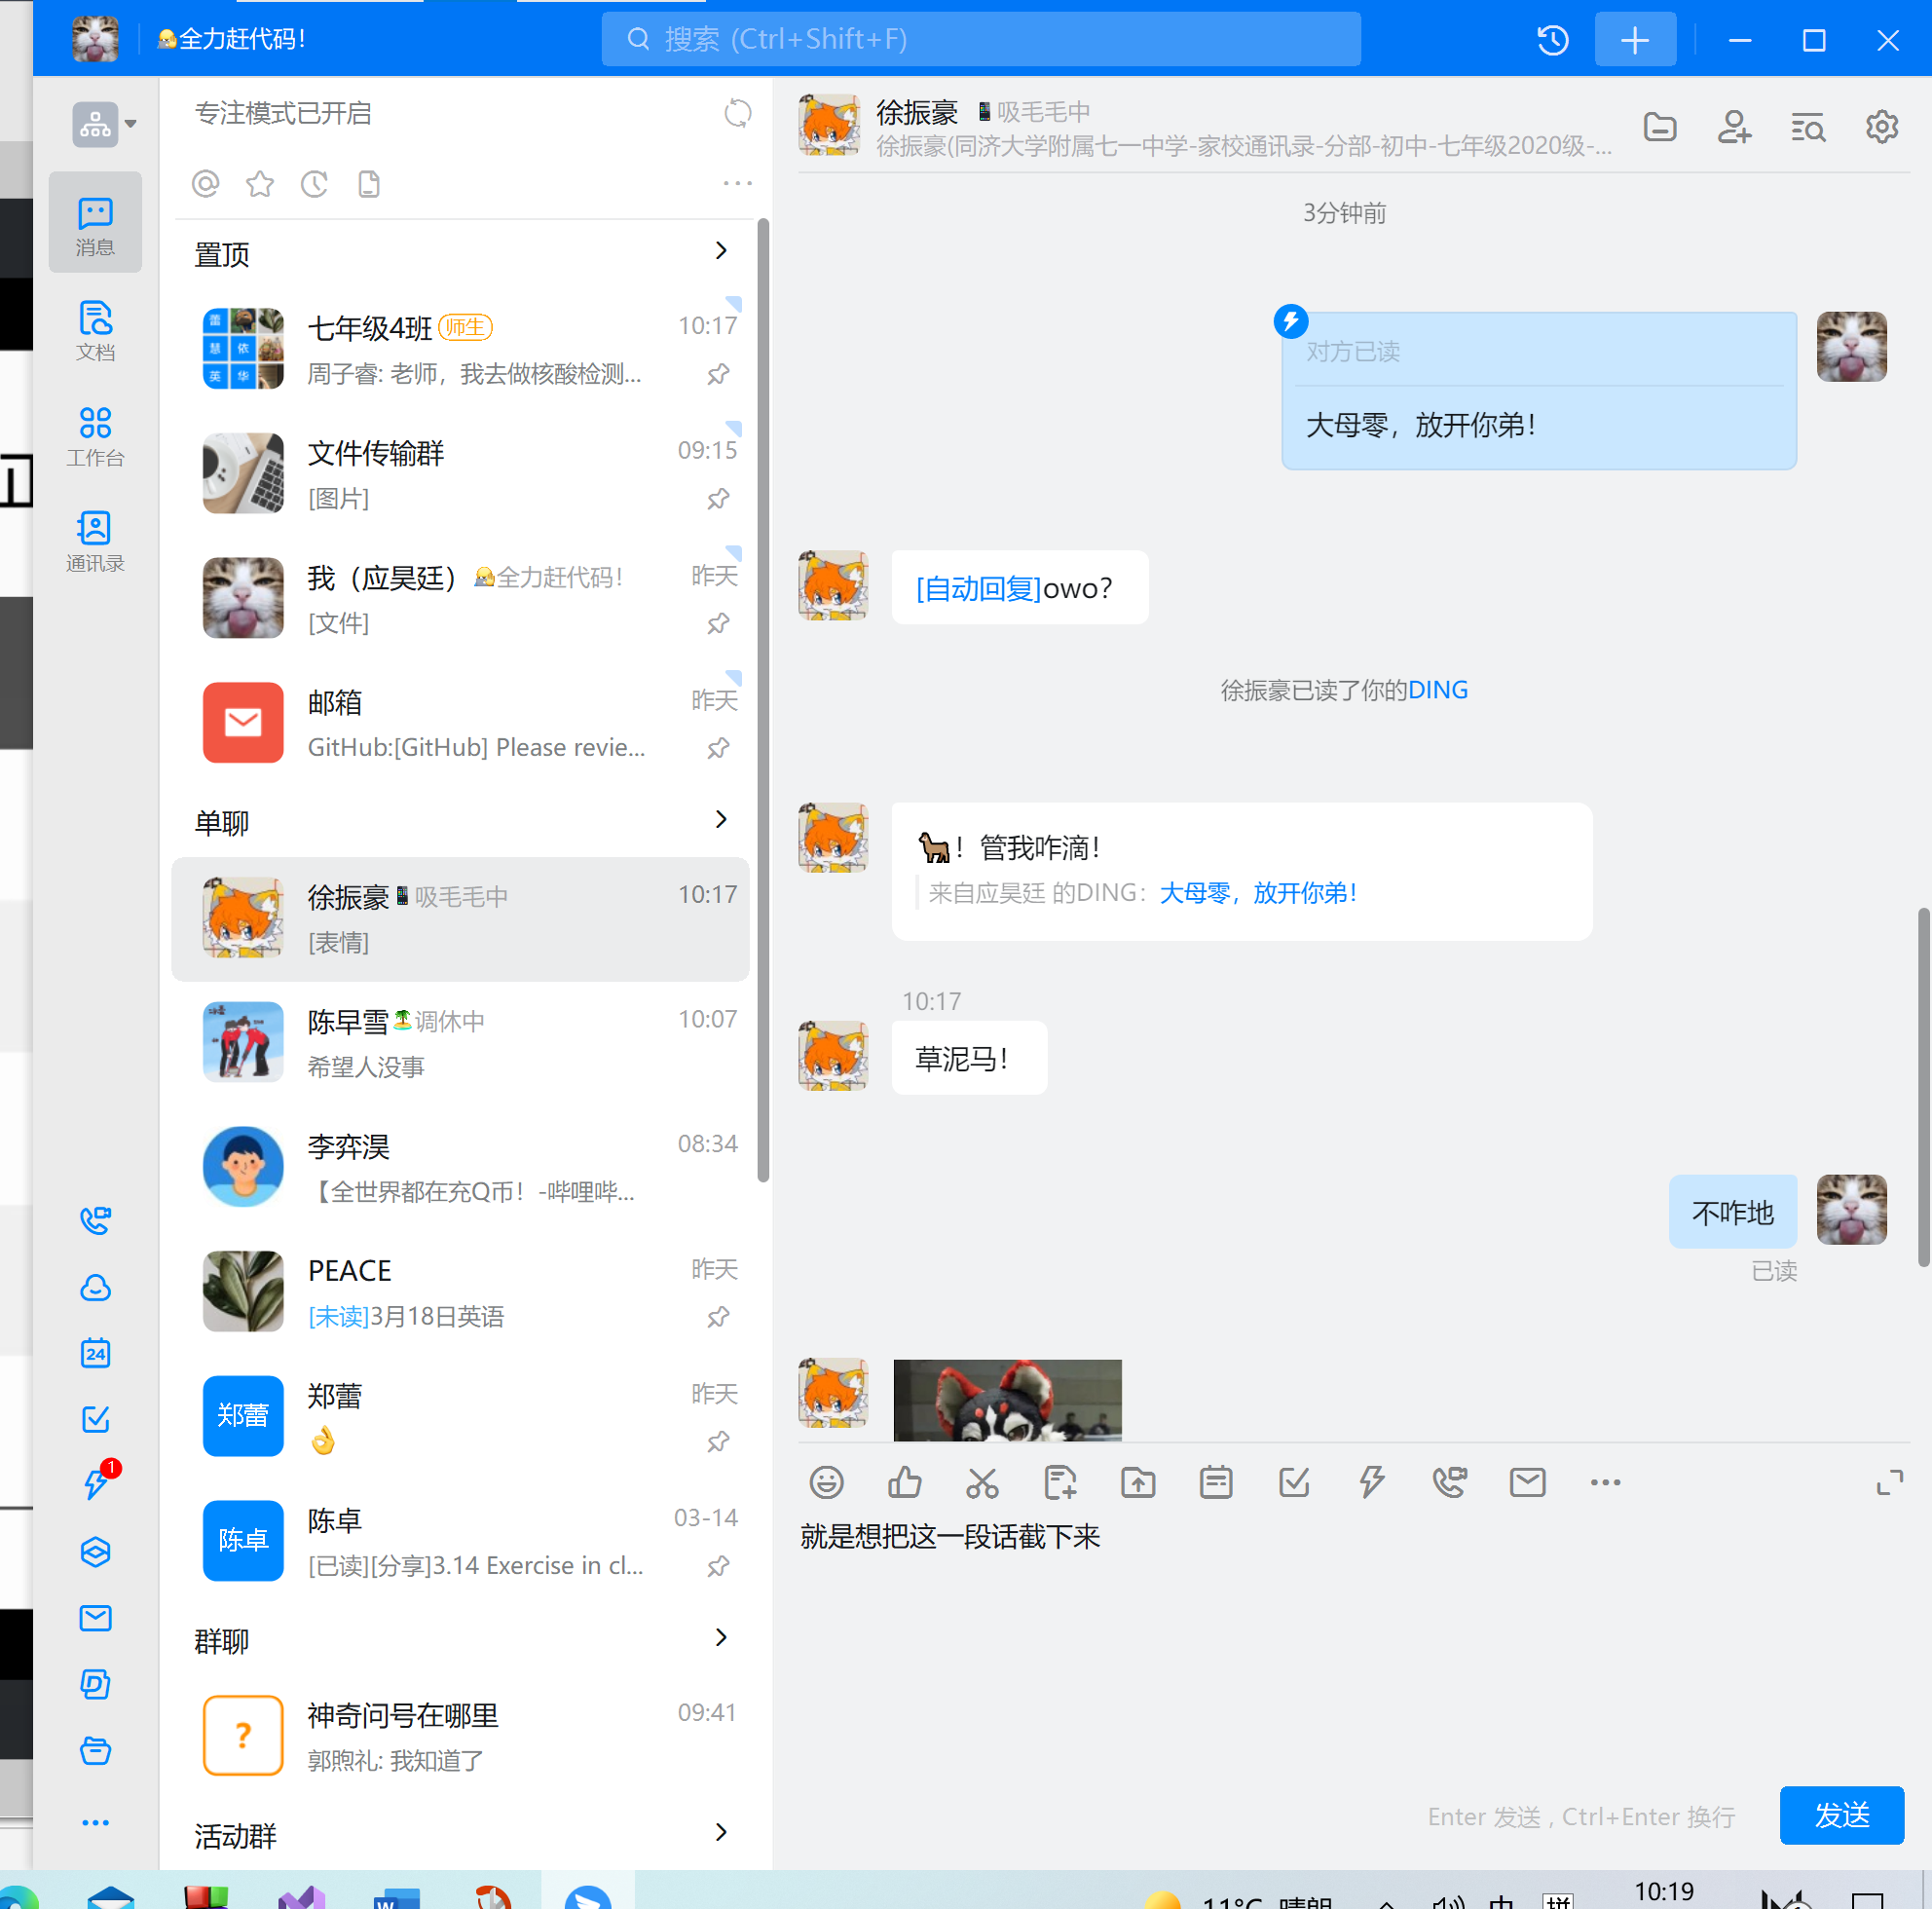 全力赶代码！
搜索 (Ctrl+Shift+F)
消息
文档
工作台
通讯录
24
1
专注模式已开启
置顶
七年级4班 师生 10:17
周子睿: 老师，我去做核酸检测...
文件传输群 09:15
[图片]
我（应昊廷） 全力赶代码！ 昨天
[文件]
邮箱 昨天
GitHub:[GitHub] Please revie...
单聊
徐振豪 吸毛毛中 10:17
[表情]
陈早雪 调休中 10:07
希望人没事
李弈淏 08:34
【全世界都在充Q币！-哔哩哔...
PEACE 昨天
[未读]3月18日英语
郑蕾
郑蕾 昨天
陈卓
陈卓 03-14
[已读][分享]3.14 Exercise in cl...
群聊
?
神奇问号在哪里 09:41
郭煦礼: 我知道了
活动群
徐振豪 吸毛毛中
徐振豪(同济大学附属七一中学-家校通讯录-分部-初中-七年级2020级-...
3分钟前
对方已读
大母零，放开你弟！
[自动回复]owo？
徐振豪已读了你的DING
！管我咋滴！
来自应昊廷 的DING：大母零，放开你弟！
10:17
草泥马！
不咋地
已读
就是想把这一段话截下来
Enter 发送 , Ctrl+Enter 换行
发送
11°C 晴朗
中
拼
10:19